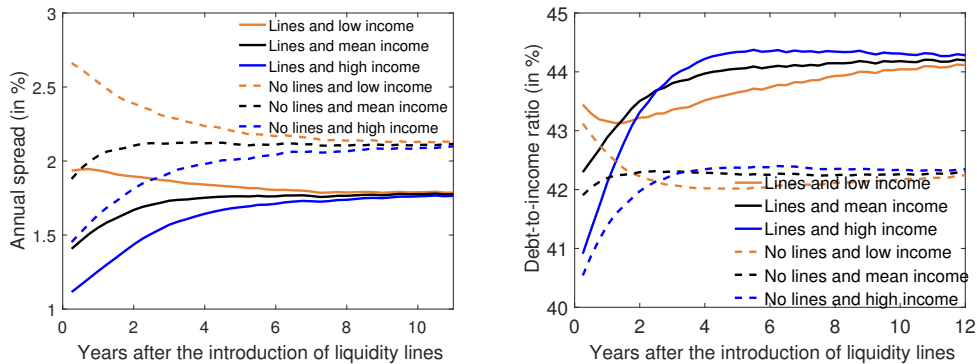 3
2.5
2
1.5
1
Annual spread (in %)
Lines and low income
Lines and mean income
Lines and high income
No lines and low income
No lines and mean income
No lines and high income
0 2 4 6 8 10
Years after the introduction of liquidity lines
45
44
43
42
41
40
Debt-to-income ratio (in %)
Lines and low income
Lines and mean income
Lines and high income
No lines and low income
No lines and mean income
No lines and high income
0 2 4 6 8 10 12
Years after the introduction of liquidity lines